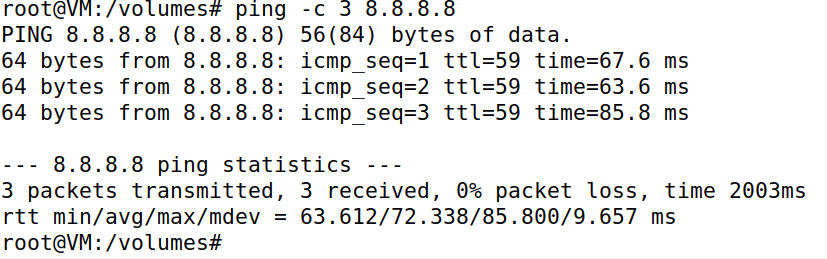 root@VM:/volumes# ping -c 3 8.8.8.8
PING 8.8.8.8 (8.8.8.8) 56(84) bytes of data.
64 bytes from 8.8.8.8: icmp_seq=1 ttl=59 time=67.6 ms
64 bytes from 8.8.8.8: icmp_seq=2 ttl=59 time=63.6 ms
64 bytes from 8.8.8.8: icmp_seq=3 ttl=59 time=85.8 ms

--- 8.8.8.8 ping statistics ---
3 packets transmitted, 3 received, 0% packet loss, time 2003ms
rtt min/avg/max/mdev = 63.612/72.338/85.800/9.657 ms
root@VM:/volumes#